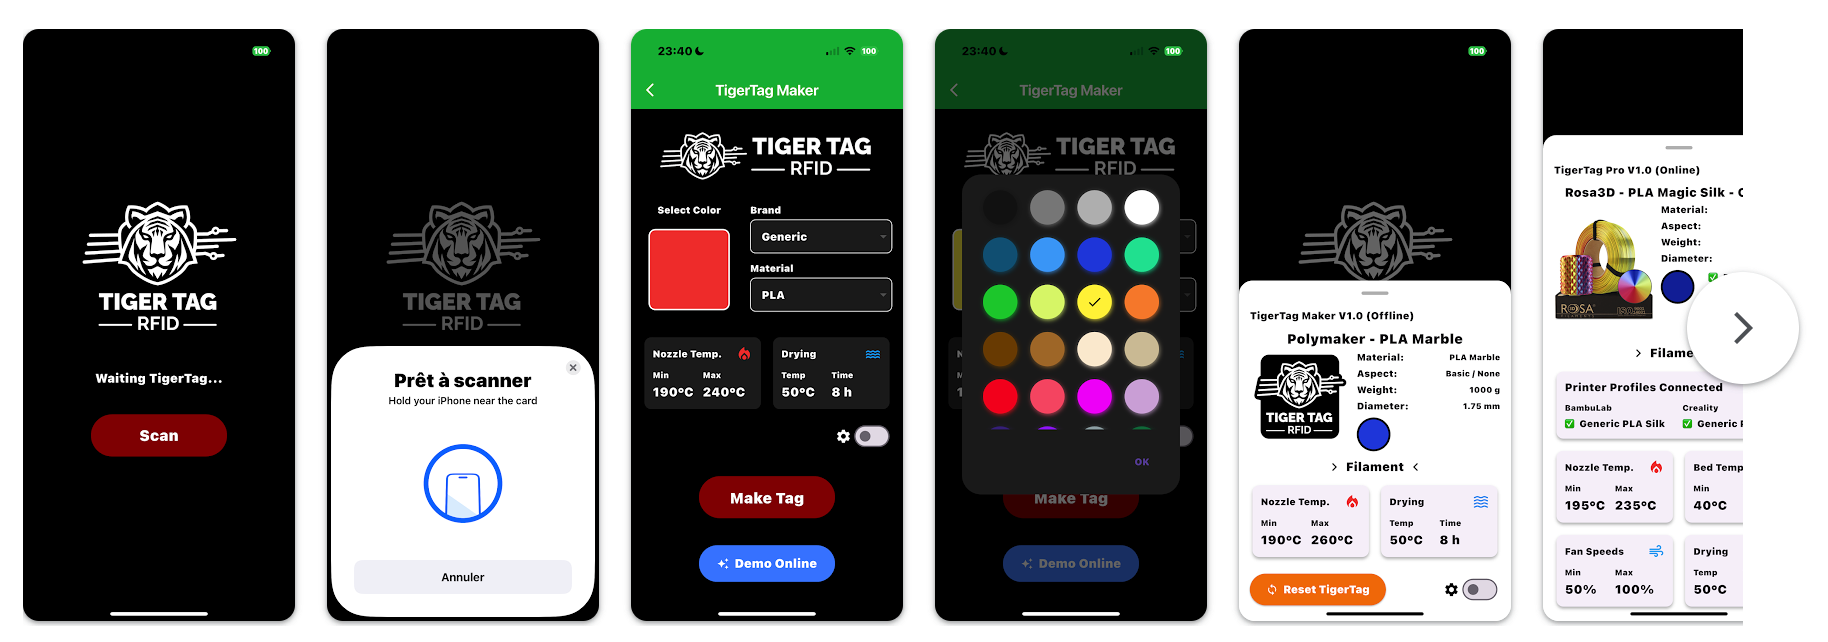 100
TIGER TAG
RFID
Waiting TigerTag...
Scan
TIGER TAG
RFID
Prêt à scanner
Hold your iPhone near the card
Annuler
23:40
100
TigerTag Maker
TIGER TAG
RFID
Select Color
Brand
Generic
Material
PLA
Nozzle Temp.
Min Max
190°C 240°C
Drying
Temp Time
50°C 8 h
Make Tag
Demo Online
23:40
100
TigerTag Maker
TIGER TAG
RFID
OK
Make Tag
Demo Online
100
TigerTag Maker V1.0 (Offline)
Polymaker - PLA Marble
TIGER TAG
RFID
Material: PLA Marble
Aspect: Basic / None
Weight: 1000 g
Diameter: 1.75 mm
> Filament <
Nozzle Temp.
Min Max
190°C 260°C
Drying
Temp Time
50°C 8 h
Reset TigerTag
TigerTag Pro V1.0 (Online)
Rosa3D - PLA Magic Silk -
Material:
Aspect:
Weight:
Diameter:
ROSA
> Filame
Printer Profiles Connected
BambuLab Creality
Generic PLA Silk Generic
Nozzle Temp.
Min Max
195°C 235°C
Bed Temp
Min
40°C
Fan Speeds
Min Max
50% 100%
Drying
Temp
50°C